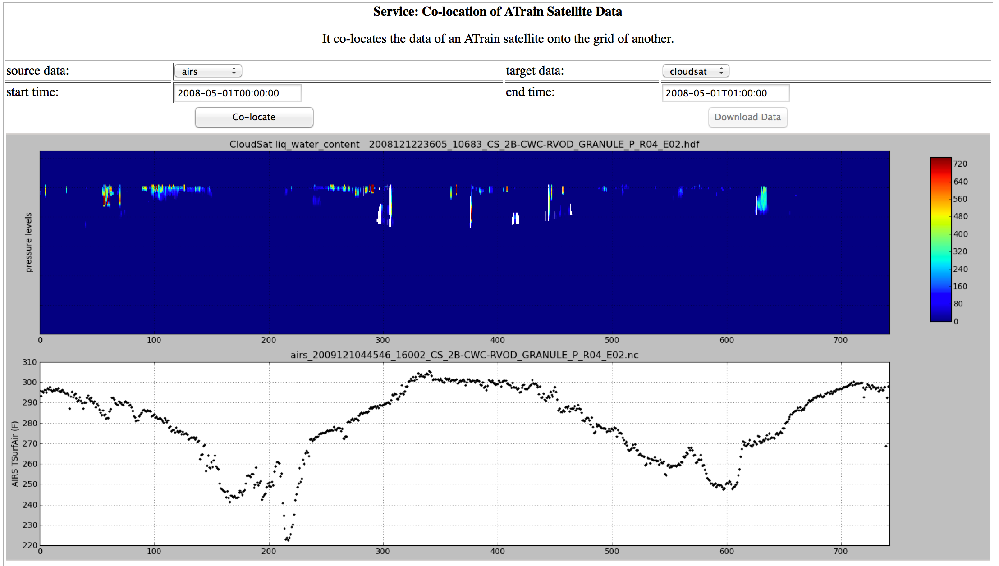 Service: Co-location of ATrain Satellite Data
It co-locates the data of an ATrain satellite onto the grid of another.
source data: airs target data: cloudsat
start time: 2008-05-01T00:00:00 end time: 2008-05-01T01:00:00
Co-locate Download Data
CloudSat liq_water_content 2008121223605_10683_CS_2B-CWC-RVOD_GRANULE_P_R04_E02.hdf
pressure levels
720
640
560
480
400
320
240
160
80
0
0 100 200 300 400 500 600 700
airs_2009121044546_16002_CS_2B-CWC-RVOD_GRANULE_P_R04_E02.nc
AIRS TSurfAir (F)
310
300
290
280
270
260
250
240
230
220
0 100 200 300 400 500 600 700